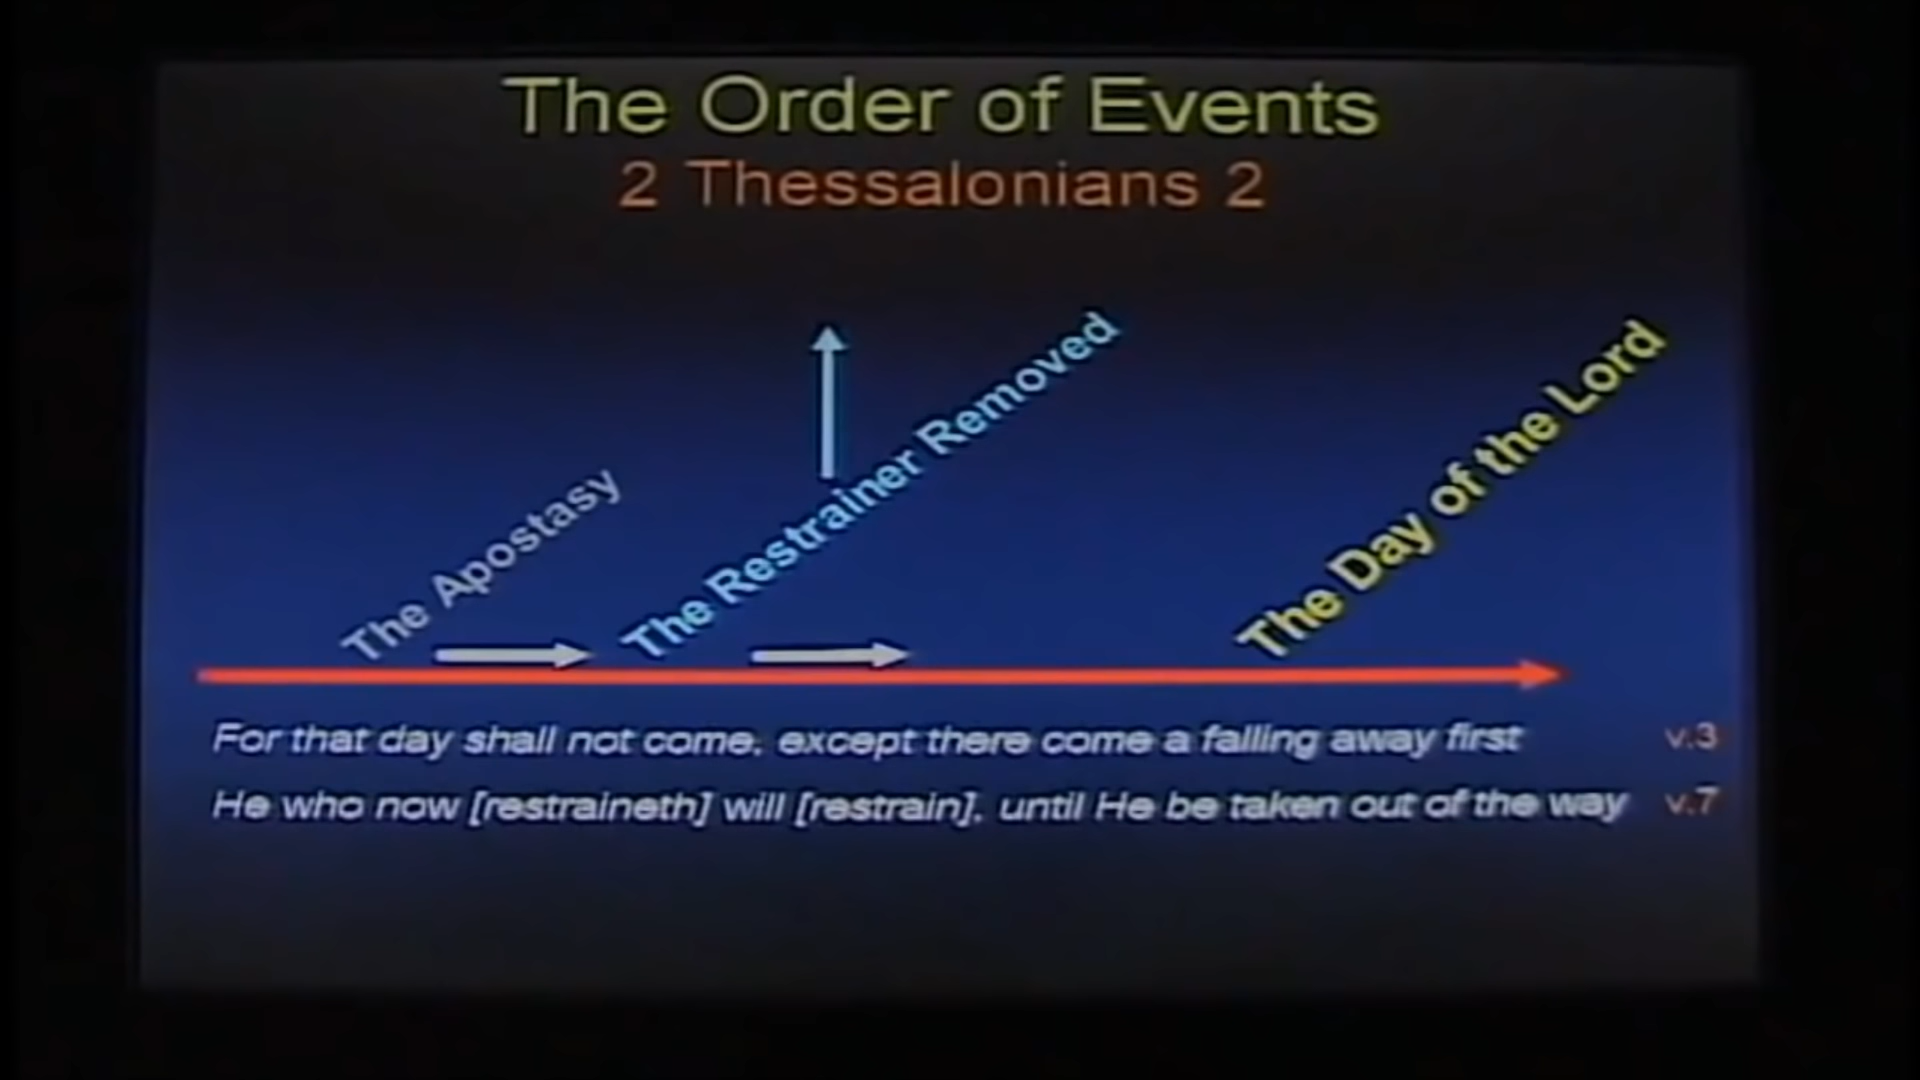 The Order of Events
2 Thessalonians 2
The Apostasy
The Restrainer Removed
The Day of the Lord
For that day shall not come, except there come a falling away first v.3
He who now [restraineth] will [restrain], until He be taken out of the way v.7